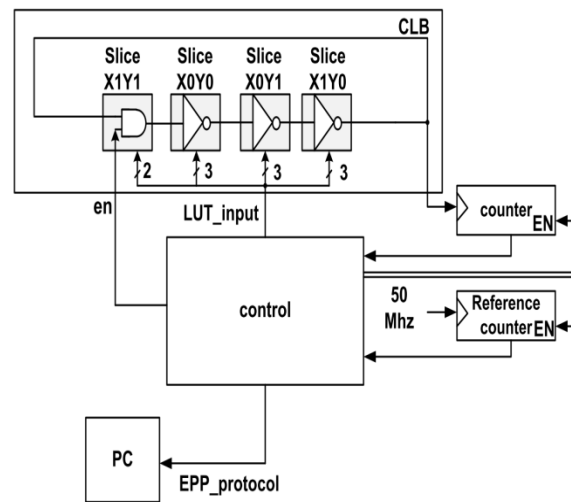 CLB
Slice X1Y1
Slice X0Y0
Slice X0Y1
Slice X1Y0
2
3
3
3
en
LUT_input
counter
EN
control
50 Mhz
Reference counter
EN
PC
EPP_protocol